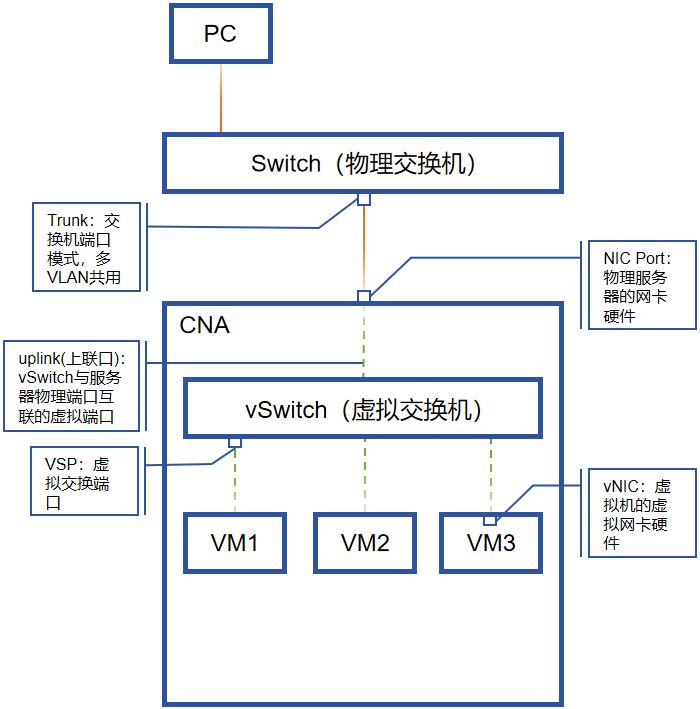 PC
Switch（物理交换机）
Trunk：交
换机端口
模式，多
VLAN共用
NIC Port：
物理服务
器的网卡
硬件
CNA
uplink(上联口)：
vSwitch与服务
器物理端口互
联的虚拟端口
vSwitch（虚拟交换机）
VSP：虚
拟交换端
口
vNIC：虚
拟机的虚
拟网卡硬
件
VM1
VM2
VM3